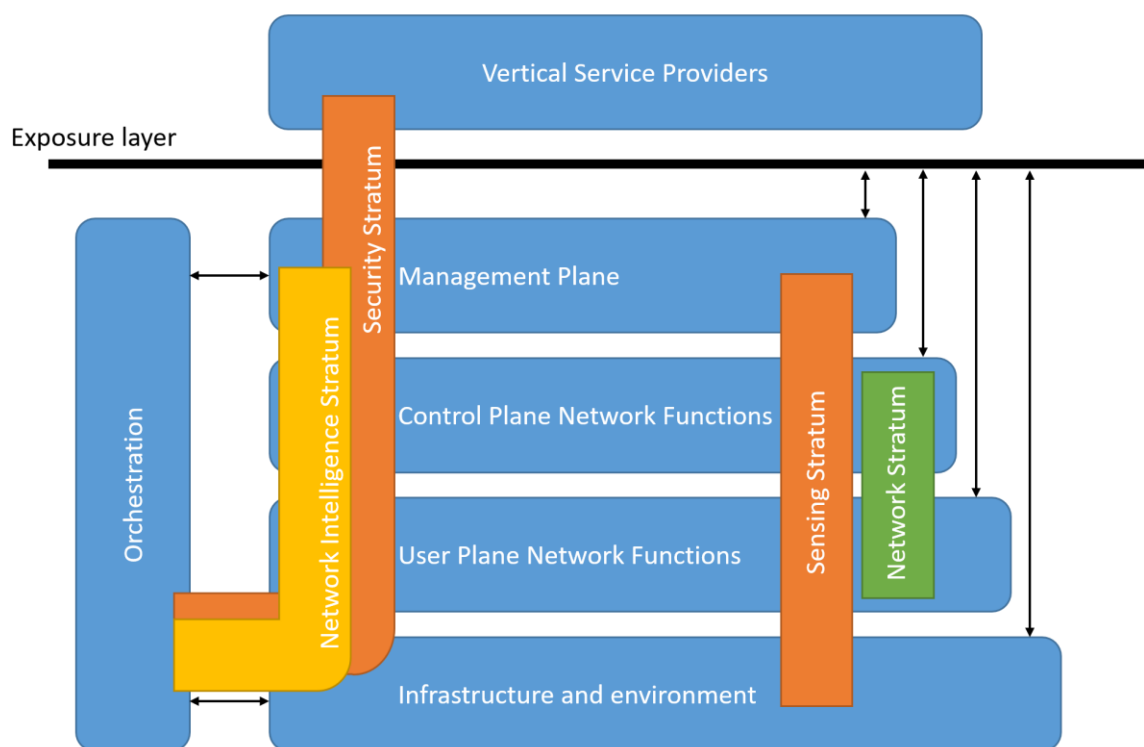 Vertical Service Providers
Exposure layer
Security Stratum
Management Plane
Network Intelligence Stratum
Control Plane Network Functions
Sensing Stratum
Network Stratum
Orchestration
User Plane Network Functions
Infrastructure and environment